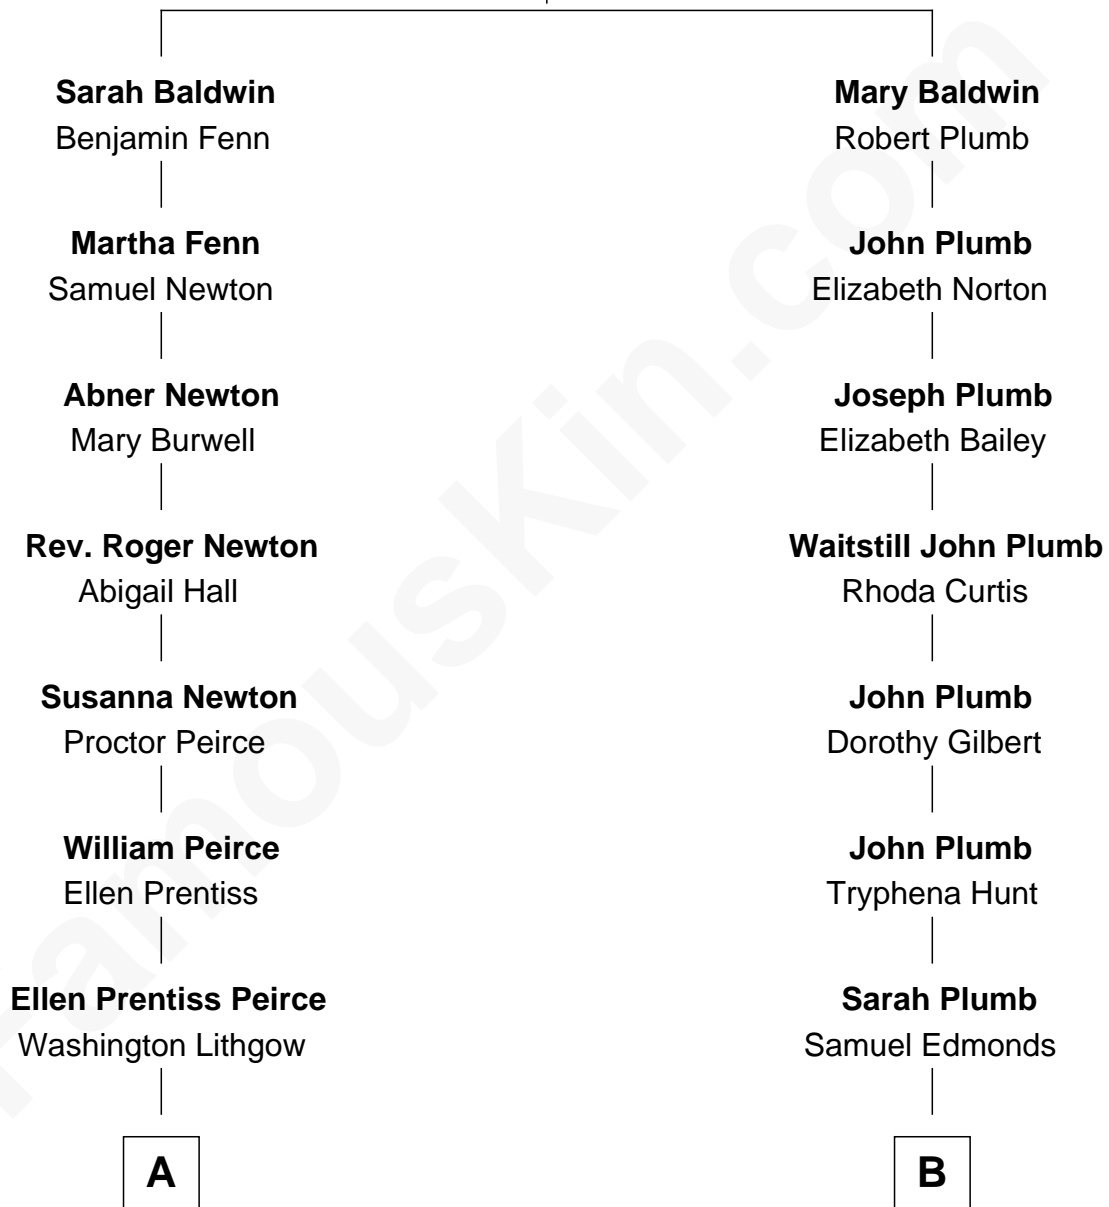 Sarah Baldwin
Benjamin Fenn
Mary Baldwin
Robert Plumb
Martha Fenn
Samuel Newton
John Plumb
Elizabeth Norton
Abner Newton
Mary Burwell
Joseph Plumb
Elizabeth Bailey
Rev. Roger Newton
Abigail Hall
Waitstill John Plumb
Rhoda Curtis
Susanna Newton
Proctor Peirce
John Plumb
Dorothy Gilbert
William Peirce
Ellen Prentiss
John Plumb
Tryphena Hunt
Ellen Prentiss Peirce
Washington Lithgow
Sarah Plumb
Samuel Edmonds
A
B
FamousKin.com